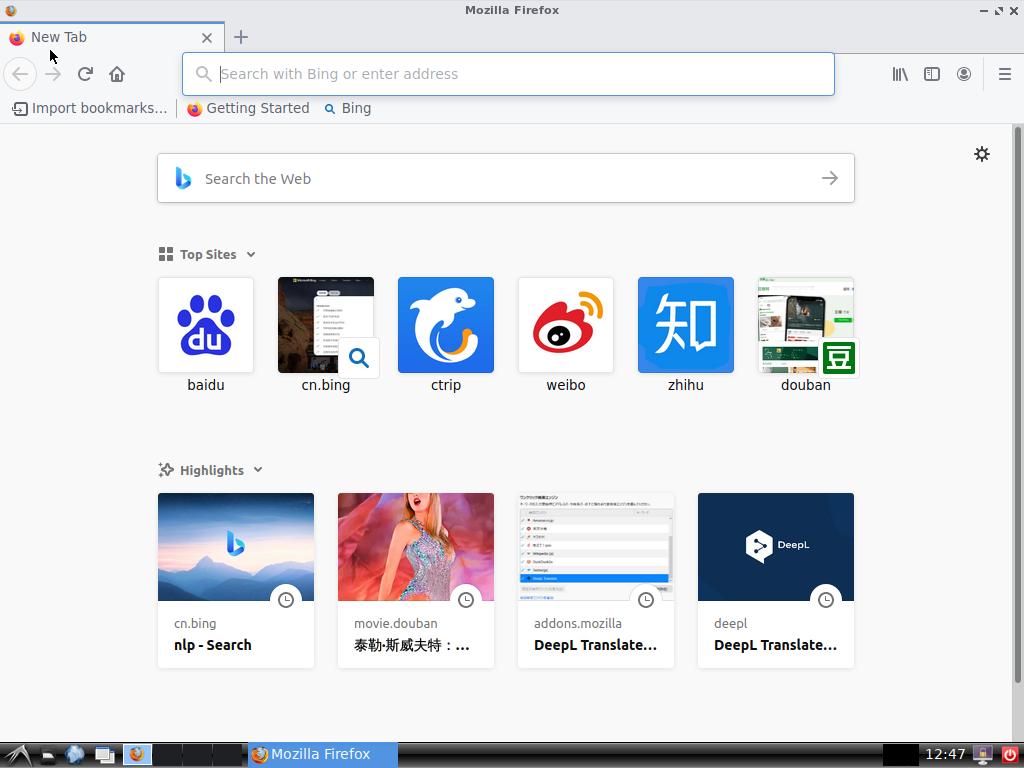 Mozilla Firefox
New Tab
Search with Bing or enter address
Import bookmarks...
Getting Started
Bing
Search the Web
Top Sites
du
知
豆
baidu
cn.bing
ctrip
weibo
zhihu
douban
Highlights
DeepL
cn.bing
nlp - Search
movie.douban
泰勒·斯威夫特：...
addons.mozilla
DeepL Translate...
deepl
DeepL Translate...
Mozilla Firefox
12:47